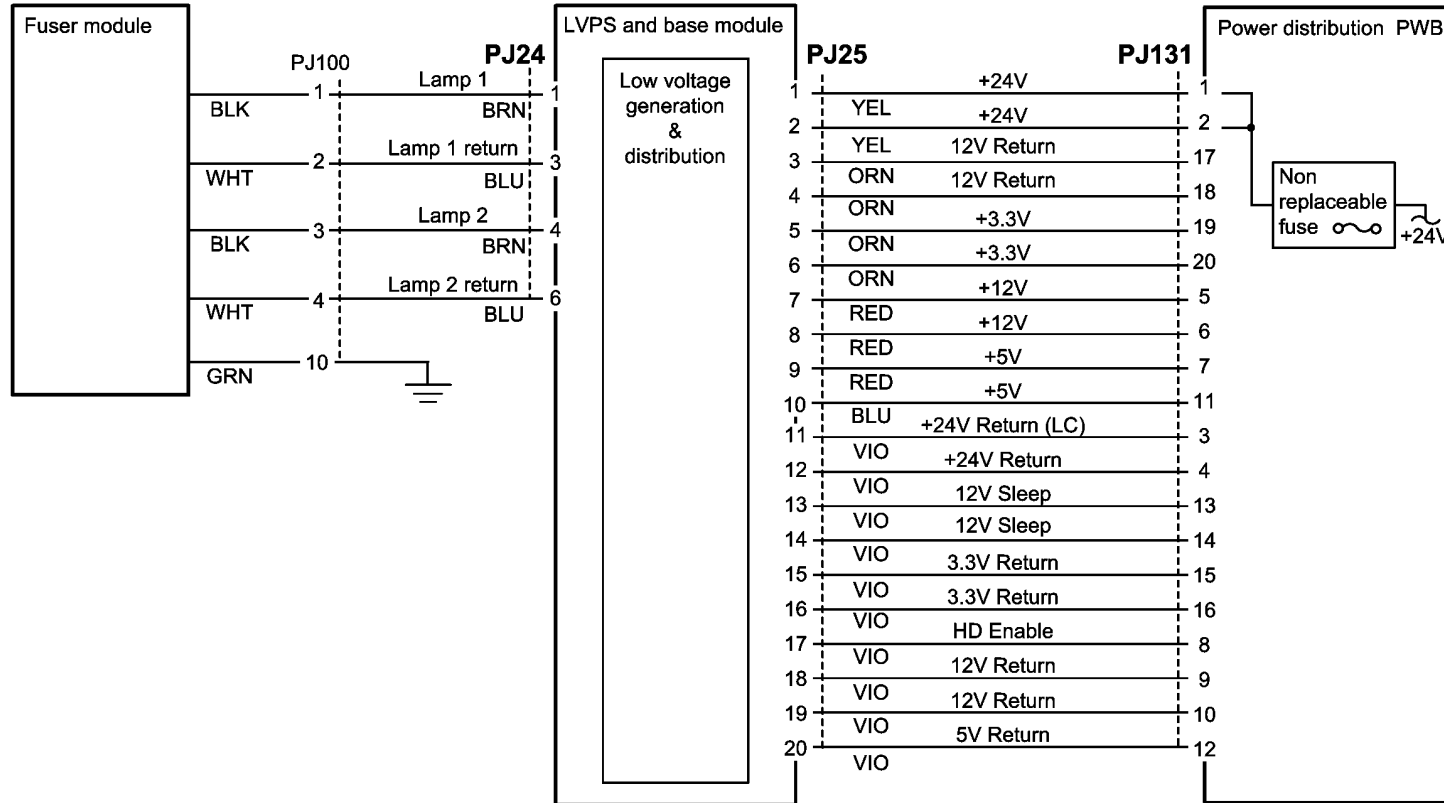 Fuser module
PJ100
PJ24
1
Lamp 1
1
BLK
BRN
2
Lamp 1 return
3
WHT
BLU
3
Lamp 2
4
BLK
BRN
4
Lamp 2 return
6
WHT
BLU
10
GRN
LVPS and base module
Low voltage
generation
&
distribution
PJ25
PJ131
1
+24V
1
YEL
2
+24V
2
YEL
3
12V Return
17
ORN
4
12V Return
18
ORN
5
+3.3V
19
ORN
6
+3.3V
20
ORN
7
+12V
5
RED
8
+12V
6
RED
9
+5V
7
RED
10
+5V
11
BLU
11
+24V Return (LC)
3
VIO
12
+24V Return
4
VIO
13
12V Sleep
13
VIO
14
12V Sleep
14
VIO
15
3.3V Return
15
VIO
16
3.3V Return
16
VIO
17
HD Enable
8
VIO
18
12V Return
9
VIO
19
12V Return
10
VIO
20
5V Return
12
VIO
Power distribution PWB
Non
replaceable
fuse
+24V